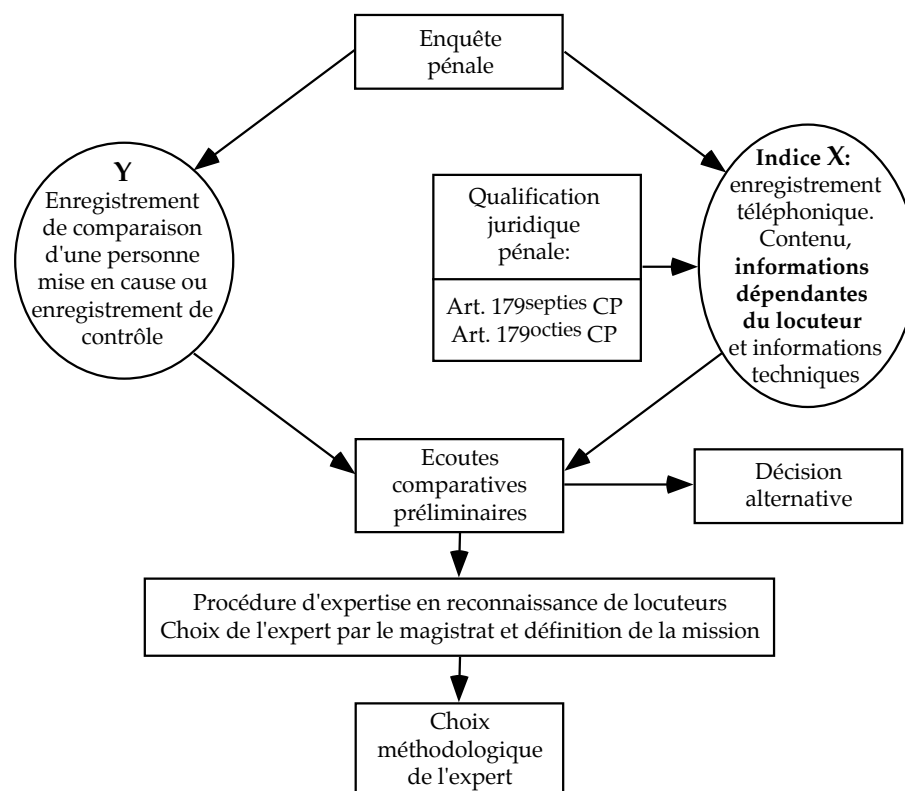 Enquête
pénale
Y
Enregistrement
de comparaison
d'une personne
mise en cause ou
enregistrement de
contrôle
Qualification
juridique
pénale:
Art. 179septies CP
Art. 179octies CP
Indice X:
enregistrement
téléphonique.
Contenu,
informations
dépendantes
du locuteur
et informations
techniques
Ecoutes
comparatives
préliminaires
Décision
alternative
Procédure d'expertise en reconnaissance de locuteurs
Choix de l'expert par le magistrat et définition de la mission
Choix
méthodologique
de l'expert